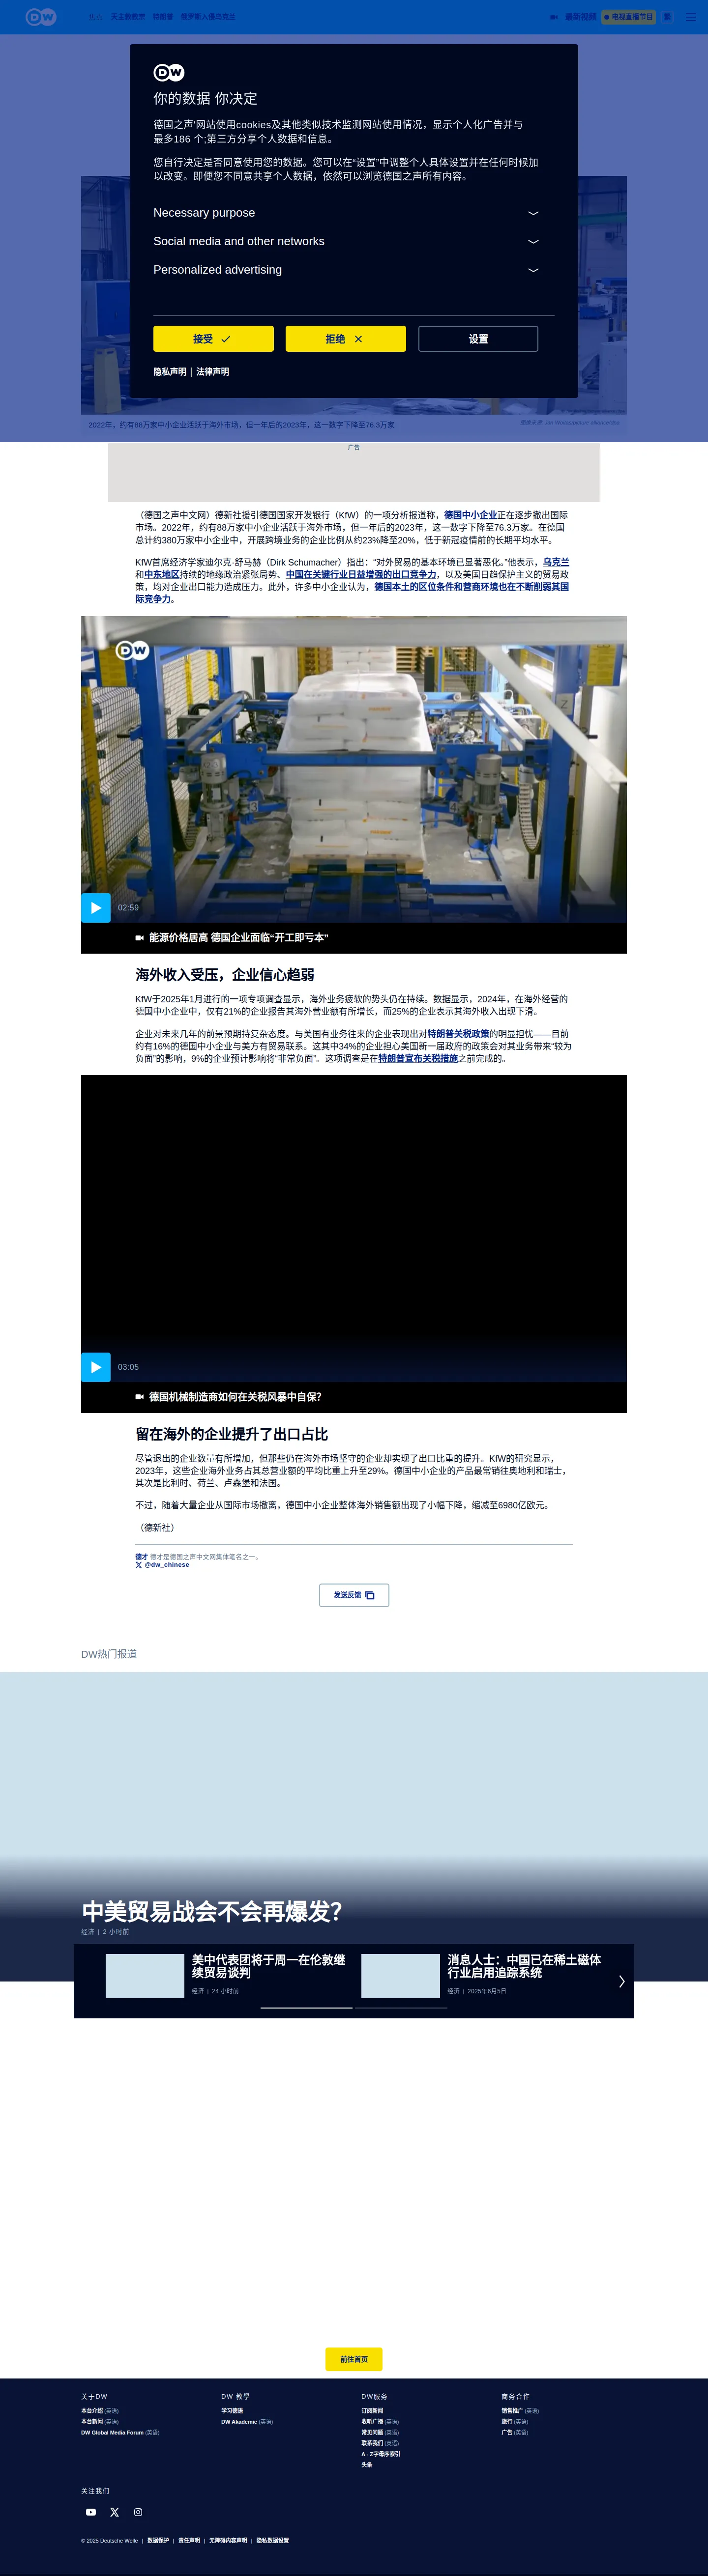 DW
焦点 天主教教宗 特朗普 俄罗斯入侵乌克兰 最新视频 电视直播节目 繁
DW
你的数据 你决定
德国之声'网站使用cookies及其他类似技术监测网站使用情况，显示个人化广告并与
最多186 个;第三方分享个人数据和信息。
您自行决定是否同意使用您的数据。您可以在“设置”中调整个人具体设置并在任何时候加
以改变。即便您不同意共享个人数据，依然可以浏览德国之声所有内容。
Necessary purpose
Social media and other networks
Personalized advertising
接受 拒绝 设置
隐私声明 | 法律声明
2022年，约有88万家中小企业活跃于海外市场，但一年后的2023年，这一数字下降至76.3万家
广告
（德国之声中文网）德新社援引德国国家开发银行（KfW）的一项分析报道称，德国中小企业正在逐步撤出国际
市场。2022年，约有88万家中小企业活跃于海外市场，但一年后的2023年，这一数字下降至76.3万家。在德国
总计约380万家中小企业中，开展跨境业务的企业比例从约23%降至20%，低于新冠疫情前的长期平均水平。
KfW首席经济学家迪尔克·舒马赫（Dirk Schumacher）指出：“对外贸易的基本环境已显著恶化。”他表示，乌克兰
和中东地区持续的地缘政治紧张局势、中国在关键行业日益增强的出口竞争力，以及美国日趋保护主义的贸易政
策，均对企业出口能力造成压力。此外，许多中小企业认为，德国本土的区位条件和营商环境也在不断削弱其国
际竞争力。
DW
02:59
能源价格居高 德国企业面临“开工即亏本”
海外收入受压，企业信心趋弱
KfW于2025年1月进行的一项专项调查显示，海外业务疲软的势头仍在持续。数据显示，2024年，在海外经营的
德国中小企业中，仅有21%的企业报告其海外营业额有所增长，而25%的企业表示其海外收入出现下滑。
企业对未来几年的前景预期持复杂态度。与美国有业务往来的企业表现出对特朗普关税政策的明显担忧——目前
约有16%的德国中小企业与美方有贸易联系。这其中34%的企业担心美国新一届政府的政策会对其业务带来“较为
负面”的影响，9%的企业预计影响将“非常负面”。这项调查是在特朗普宣布关税措施之前完成的。
03:05
德国机械制造商如何在关税风暴中自保？
留在海外的企业提升了出口占比
尽管退出的企业数量有所增加，但那些仍在海外市场坚守的企业却实现了出口比重的提升。KfW的研究显示，
2023年，这些企业海外业务占其总营业额的平均比重上升至29%。德国中小企业的产品最常销往奥地利和瑞士，
其次是比利时、荷兰、卢森堡和法国。
不过，随着大量企业从国际市场撤离，德国中小企业整体海外销售额出现了小幅下降，缩减至6980亿欧元。
（德新社）
德才 德才是德国之声中文网集体笔名之一。
@dw_chinese
发送反馈
DW热门报道
中美贸易战会不会再爆发？
经济 | 2 小时前
美中代表团将于周一在伦敦继
续贸易谈判
经济 | 24 小时前
消息人士：中国已在稀土磁体
行业启用追踪系统
经济 | 2025年6月5日
前往首页
关于DW
本台介绍 (英语)
本台新闻 (英语)
DW Global Media Forum (英语)
DW 教學
学习德语
DW Akademie (英语)
DW服务
订阅新闻
收听广播 (英语)
常见问题 (英语)
联系我们 (英语)
A - Z字母序索引
头条
商务合作
销售推广 (英语)
旅行 (英语)
广告 (英语)
关注我们
© 2025 Deutsche Welle | 数据保护 | 责任声明 | 无障碍内容声明 | 隐私数据设置